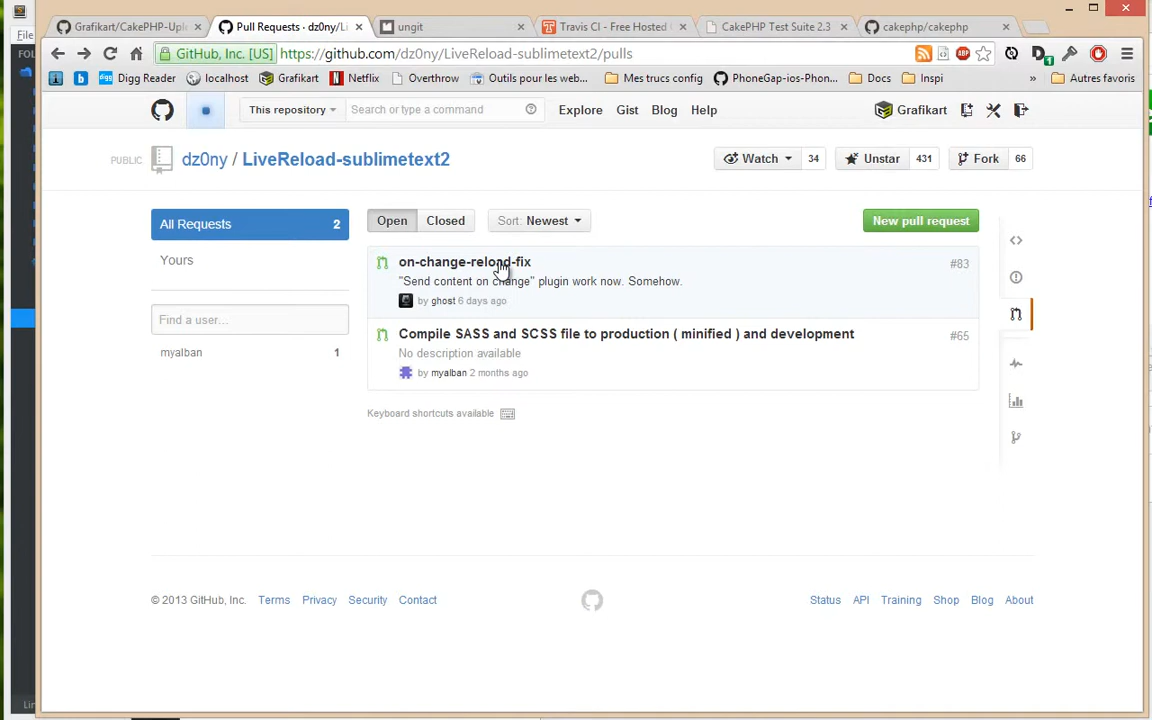 Grafikart/CakePHP-Uplo
Pull Requests · dz0ny/Li
ungit
Travis CI - Free Hosted C
CakePHP Test Suite 2.3
cakephp/cakephp
File
GitHub, Inc. [US] https://github.com/dz0ny/LiveReload-sublimetext2/pulls
FOL
Digg Reader localhost Grafikart Netflix Overthrow Outils pour les web... Mes trucs config PhoneGap-ios-Phon... Docs Inspi » Autres favoris
This repository Search or type a command Explore Gist Blog Help Grafikart
PUBLIC dz0ny / LiveReload-sublimetext2 Watch 34 Unstar 431 Fork 66
All Requests 2
Open Closed Sort: Newest New pull request
Yours
on-change-reload-fix #83
"Send content on change" plugin work now. Somehow.
by ghost 6 days ago
Find a user...
myalban 1
Compile SASS and SCSS file to production ( minified ) and development #65
No description available
by myalban 2 months ago
Keyboard shortcuts available
© 2013 GitHub, Inc. Terms Privacy Security Contact Status API Training Shop Blog About